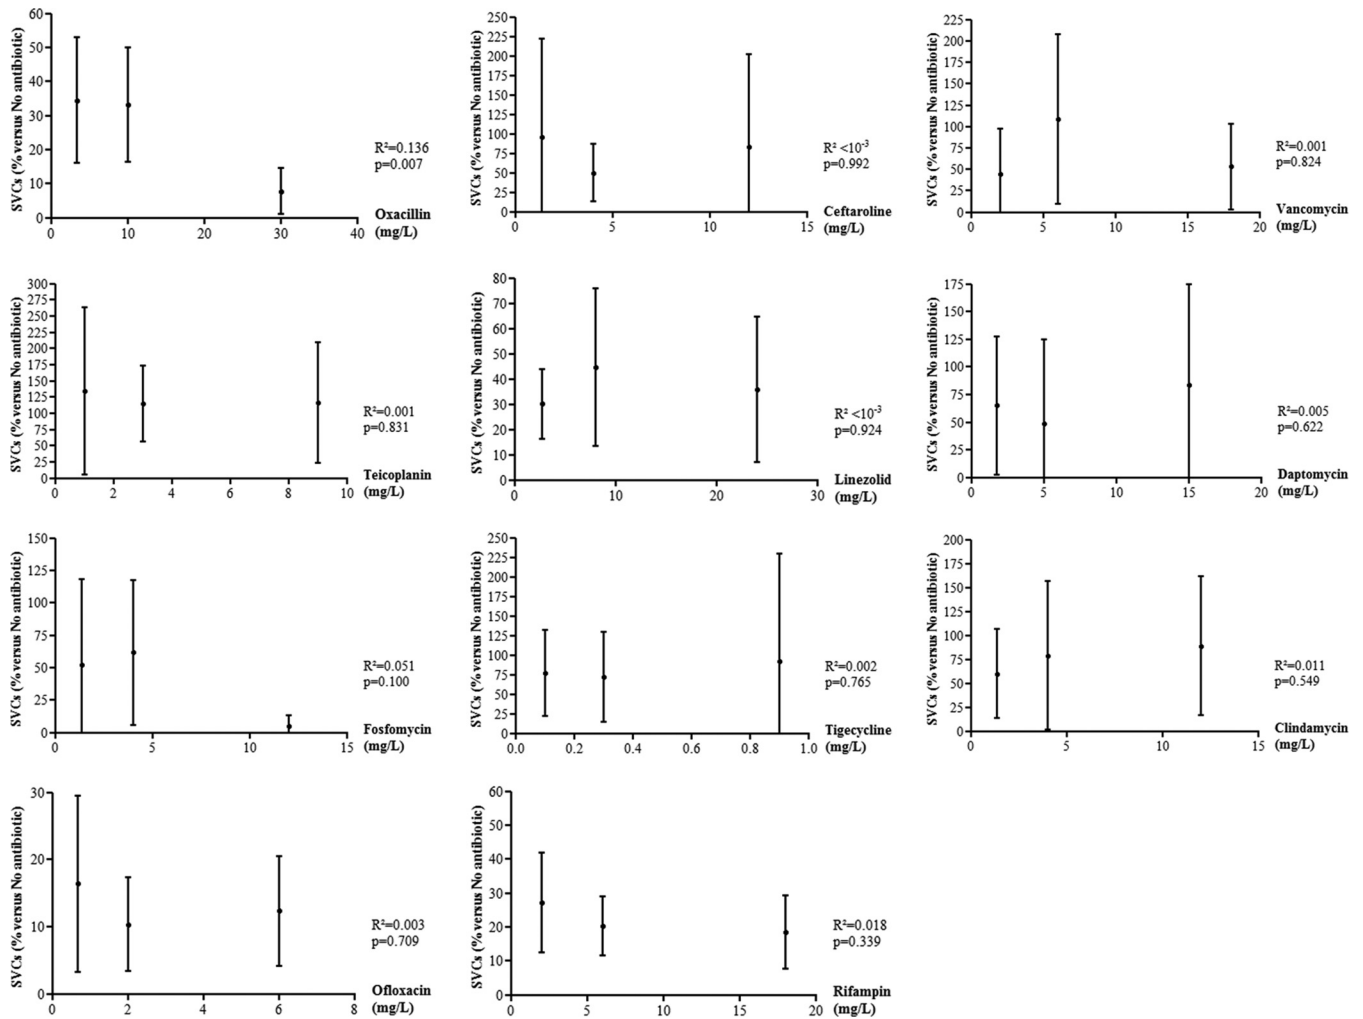 SVCs (% versus No antibiotic)
60
50
40
30
20
10
0
0 10 20 30 40
R²=0.136
p=0.007
Oxacillin
(mg/L)
SVCs (% versus No antibiotic)
250
225
200
175
150
125
100
75
50
25
0
0 5 10 15
R² <10⁻³
p=0.992
Ceftaroline
(mg/L)
SVCs (% versus No antibiotic)
225
200
175
150
125
100
75
50
25
0
0 5 10 15 20
R²=0.001
p=0.824
Vancomycin
(mg/L)
SVCs (% versus No antibiotic)
300
275
250
225
200
175
150
125
100
75
50
25
0
0 2 4 6 8 10
R²=0.001
p=0.831
Teicoplanin
(mg/L)
SVCs (% versus No antibiotic)
80
70
60
50
40
30
20
10
0
0 10 20 30
R² <10⁻³
p=0.924
Linezolid
(mg/L)
SVCs (% versus No antibiotic)
175
150
125
100
75
50
25
0
0 5 10 15 20
R²=0.005
p=0.622
Daptomycin
(mg/L)
SVCs (% versus No antibiotic)
150
125
100
75
50
25
0
0 5 10 15
R²=0.051
p=0.100
Fosfomycin
(mg/L)
SVCs (% versus No antibiotic)
250
225
200
175
150
125
100
75
50
25
0
0.0 0.2 0.4 0.6 0.8 1.0
R²=0.002
p=0.765
Tigecycline
(mg/L)
SVCs (% versus No antibiotic)
200
175
150
125
100
75
50
25
0
0 5 10 15
R²=0.011
p=0.549
Clindamycin
(mg/L)
SVCs (% versus No antibiotic)
30
20
10
0
0 2 4 6 8
R²=0.003
p=0.709
Ofloxacin
(mg/L)
SVCs (% versus No antibiotic)
60
50
40
30
20
10
0
0 5 10 15 20
R²=0.018
p=0.339
Rifampin
(mg/L)